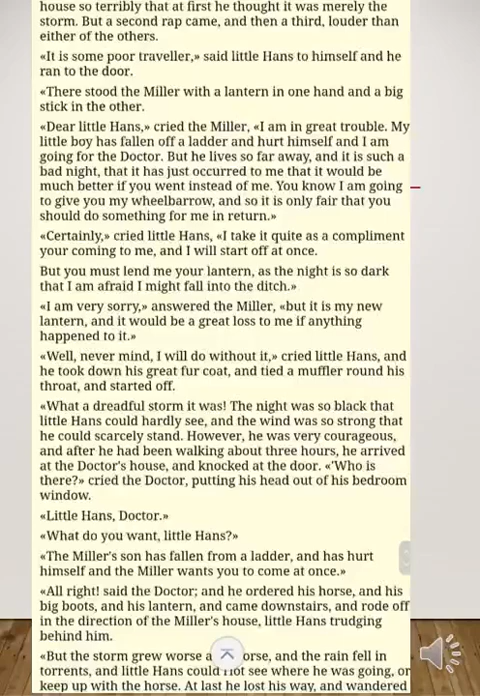 house so terribly that at first he thought it was merely the
storm. But a second rap came, and then a third, louder than
either of the others.
«It is some poor traveller,» said little Hans to himself and he
ran to the door.
«There stood the Miller with a lantern in one hand and a big
stick in the other.
«Dear little Hans,» cried the Miller, «I am in great trouble. My
little boy has fallen off a ladder and hurt himself and I am
going for the Doctor. But he lives so far away, and it is such a
bad night, that it has just occurred to me that it would be
much better if you went instead of me. You know I am going
to give you my wheelbarrow, and so it is only fair that you
should do something for me in return.»
«Certainly,» cried little Hans, «I take it quite as a compliment
your coming to me, and I will start off at once.
But you must lend me your lantern, as the night is so dark
that I am afraid I might fall into the ditch.»
«I am very sorry,» answered the Miller, «but it is my new
lantern, and it would be a great loss to me if anything
happened to it.»
«Well, never mind, I will do without it,» cried little Hans, and
he took down his great fur coat, and tied a muffler round his
throat, and started off.
«What a dreadful storm it was! The night was so black that
little Hans could hardly see, and the wind was so strong that
he could scarcely stand. However, he was very courageous,
and after he had been walking about three hours, he arrived
at the Doctor's house, and knocked at the door. «'Who is
there?» cried the Doctor, putting his head out of his bedroom
window.
«Little Hans, Doctor.»
«What do you want, little Hans?»
«The Miller's son has fallen from a ladder, and has hurt
himself and the Miller wants you to come at once.»
«All right! said the Doctor; and he ordered his horse, and his
big boots, and his lantern, and came downstairs, and rode off
in the direction of the Miller's house, little Hans trudging
behind him.
«But the storm grew worse and worse, and the rain fell in
torrents, and little Hans could not see where he was going, or
keep up with the horse. At last he lost his way, and wandered